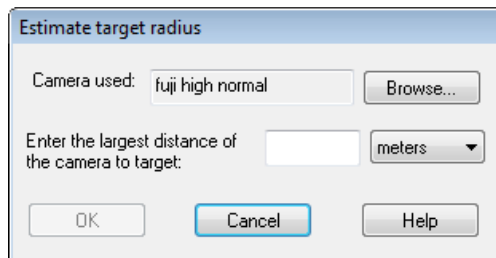 Estimate target radius
Camera used: fuji high normal Browse...
Enter the largest distance of
the camera to target: meters
OK Cancel Help